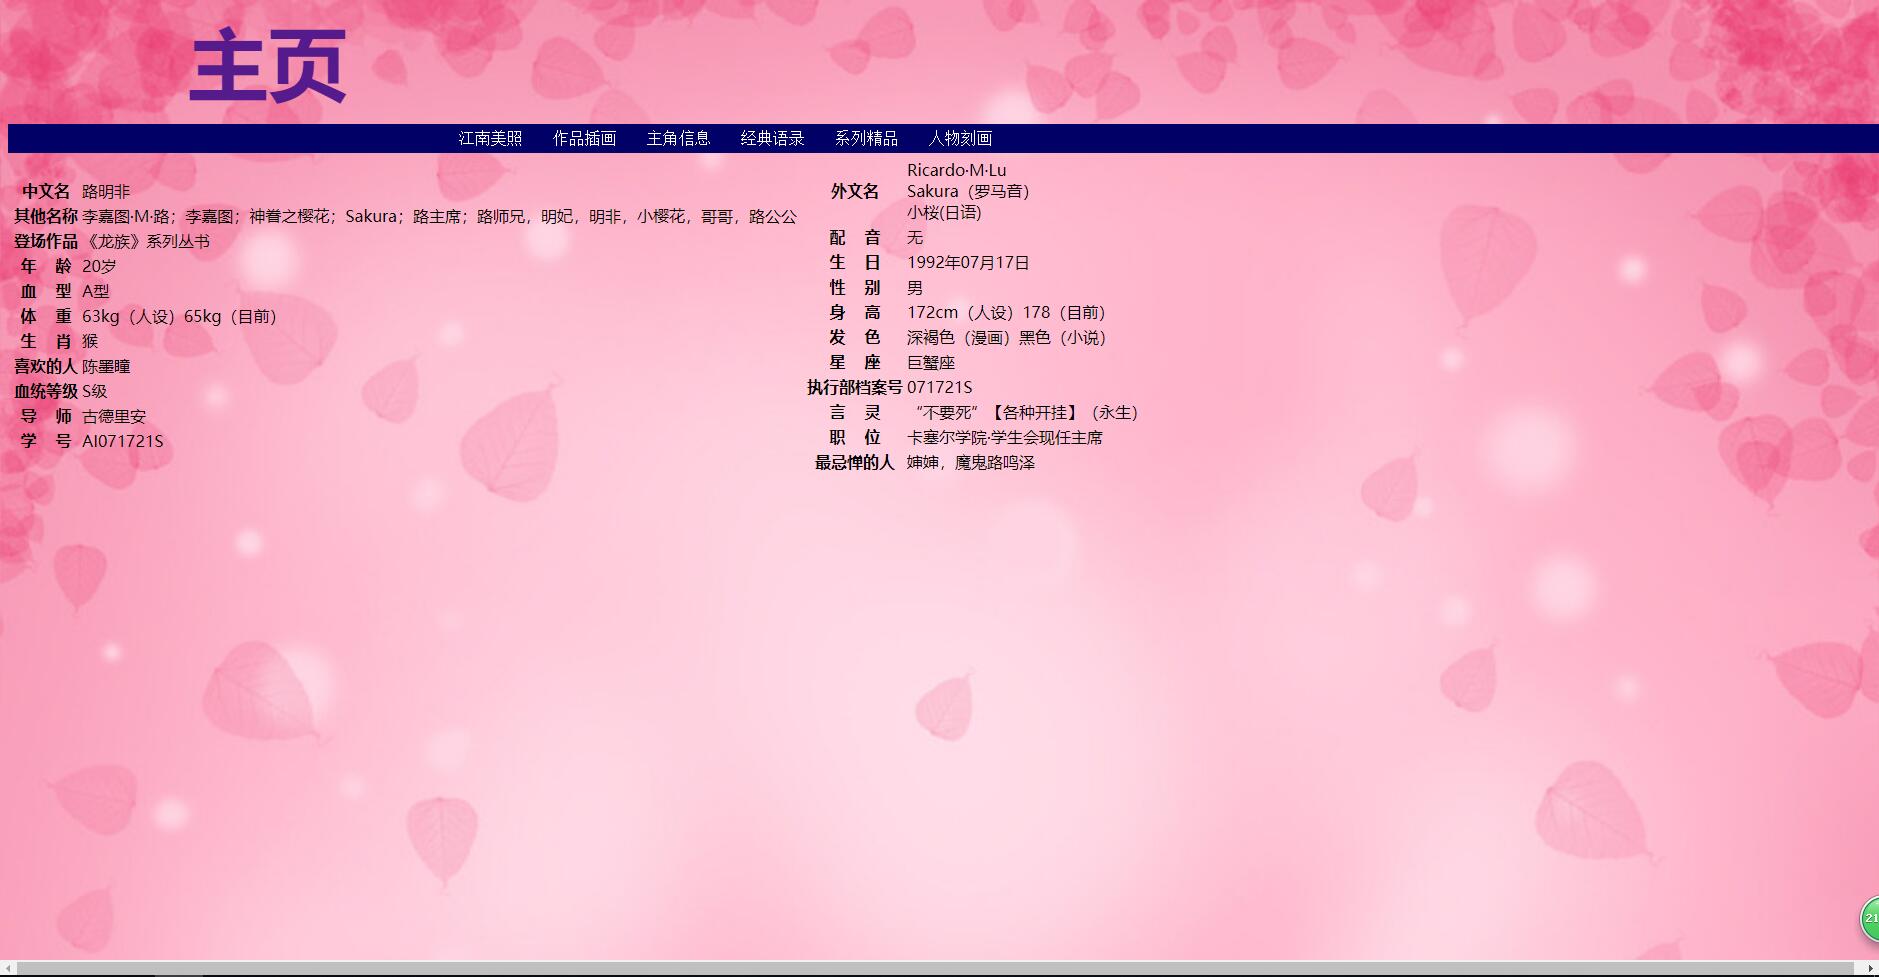 主页
江南美照 作品插画 主角信息 经典语录 系列精品 人物刻画
中文名 路明非
其他名称 李嘉图·M·路；李嘉图；神眷之樱花；Sakura；路主席；路师兄，明妃，明非，小樱花，哥哥，路公公
登场作品 《龙族》系列丛书
年 龄 20岁
血 型 A型
体 重 63kg（人设）65kg（目前）
生 肖 猴
喜欢的人 陈墨瞳
血统等级 S级
导 师 古德里安
学 号 AI071721S
外文名 Ricardo·M·Lu
Sakura（罗马音）
小桜(日语)
配 音 无
生 日 1992年07月17日
性 别 男
身 高 172cm（人设）178（目前）
发 色 深褐色（漫画）黑色（小说）
星 座 巨蟹座
执行部档案号 071721S
言 灵 “不要死”【各种开挂】（永生）
职 位 卡塞尔学院·学生会现任主席
最忌惮的人 婶婶，魔鬼路鸣泽
21